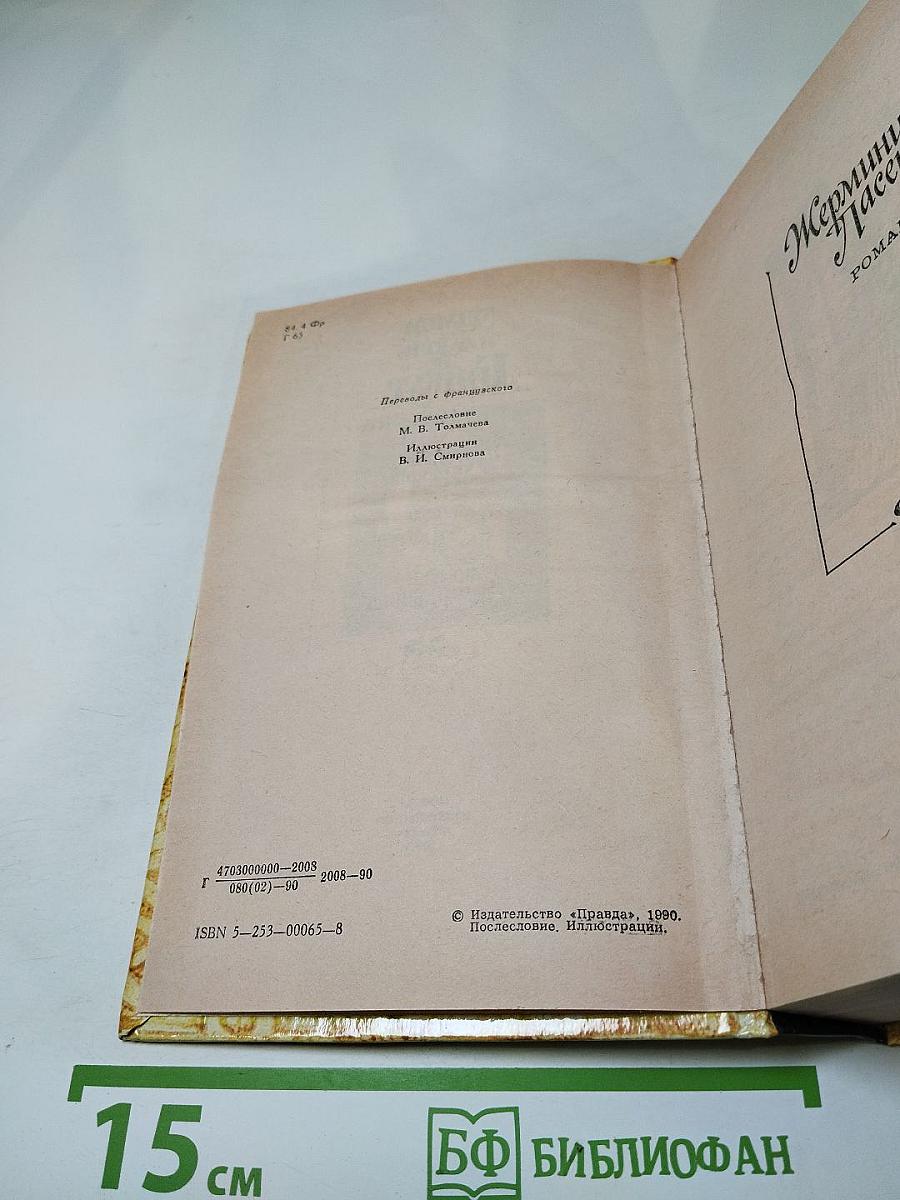 84. 4 Фр
Г 63
Переводы с французского
Послесловие
М. В. Толмачева
Иллюстрации
В. И. Смирнова
Г 4703000000—2008 2008—90
080(02)—90
ISBN 5—253—00065—8
© Издательство «Правда», 1990.
Послесловие. Иллюстрации.
15 см
БФ БИБЛИОФАН